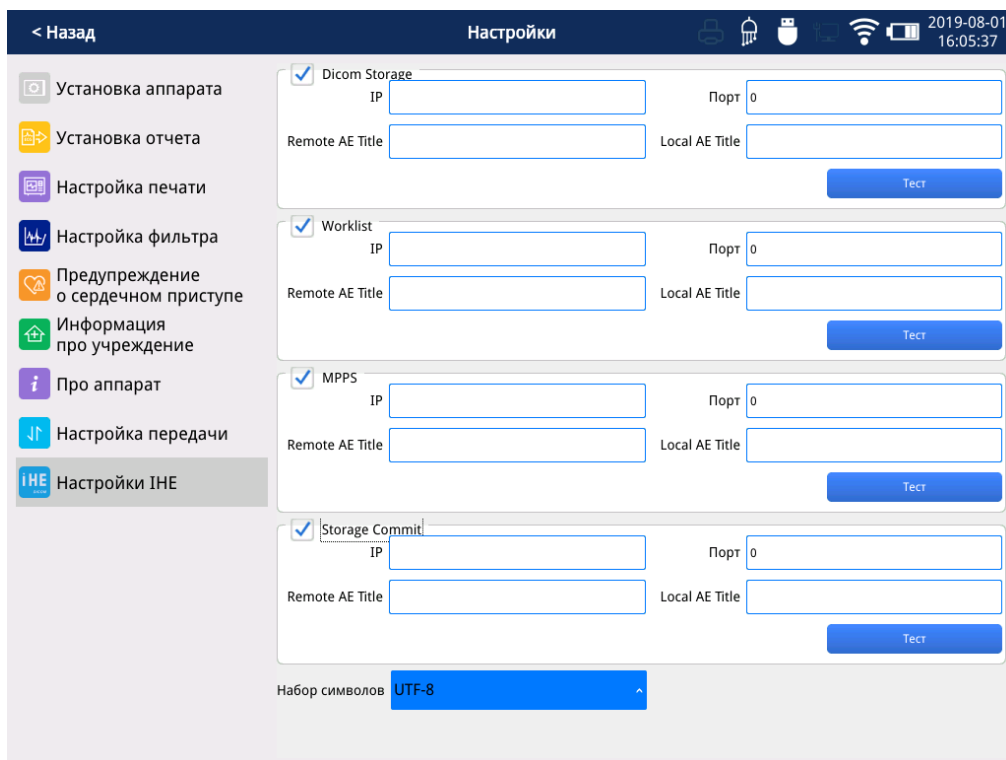 < Назад
Настройки
2019-08-01
16:05:37
Установка аппарата
Установка отчета
Настройка печати
Настройка фильтра
Предупреждение
о сердечном приступе
Информация
про учреждение
Про аппарат
Настройка передачи
iHE
Настройки IHE
Dicom Storage
IP
Порт 0
Remote AE Title
Local AE Title
Тест
Worklist
IP
Порт 0
Remote AE Title
Local AE Title
Тест
MPPS
IP
Порт 0
Remote AE Title
Local AE Title
Тест
Storage Commit
IP
Порт 0
Remote AE Title
Local AE Title
Тест
Набор символов UTF-8